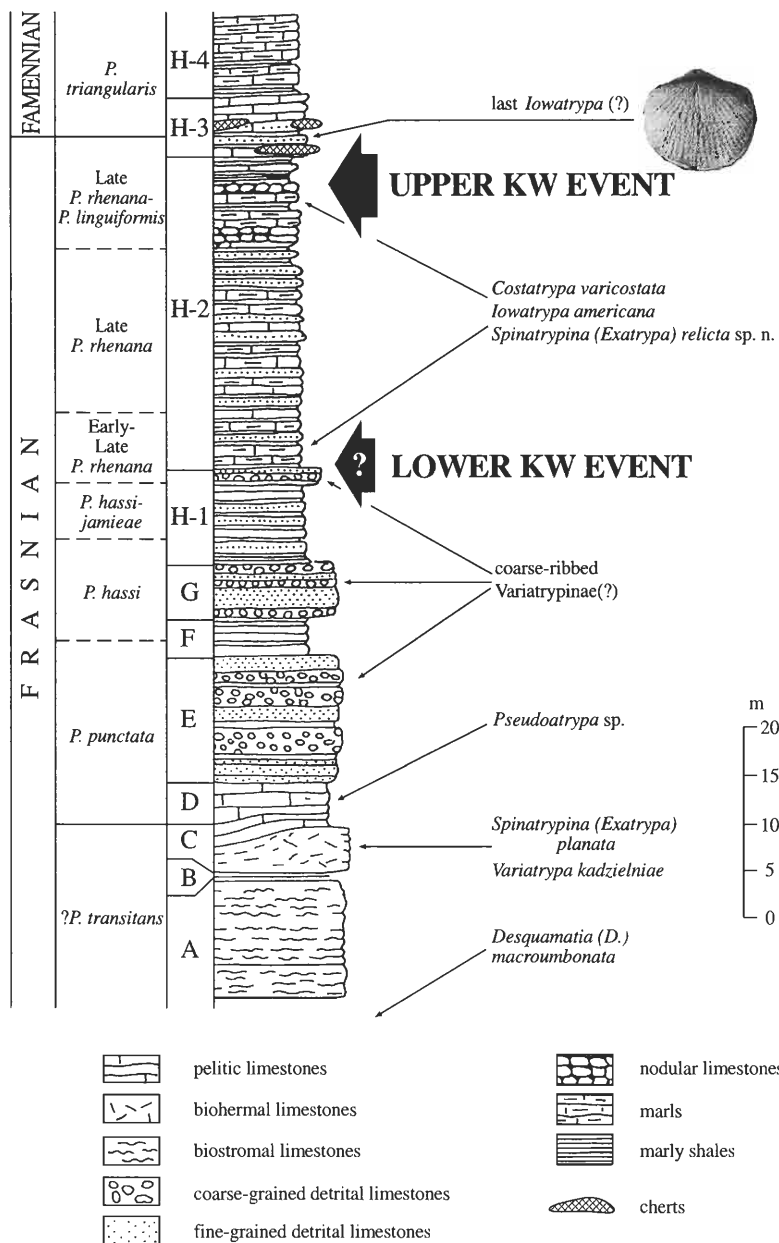 FAMENNIAN
FRASNIAN
P.
triangularis
Late
P. rhenana-
P. linguiformis
Late
P. rhenana
Early-
Late
P. rhenana
P. hassi-
jamieae
P. hassi
P. punctata
?P. transitans
H-4
H-3
H-2
H-1
G
F
E
D
C
B
A
last Iowatrypa (?)
UPPER KW EVENT
Costatrypa varicostata
Iowatrypa americana
Spinatrypina (Exatrypa) relicta sp. n.
?
LOWER KW EVENT
coarse-ribbed
Variatrypinae(?)
Pseudoatrypa sp.
Spinatrypina (Exatrypa)
planata
Variatrypa kadzielniae
Desquamatia (D.)
macroumbonata
m
20
15
10
5
0
pelitic limestones
biohermal limestones
biostromal limestones
coarse-grained detrital limestones
fine-grained detrital limestones
nodular limestones
marls
marly shales
cherts